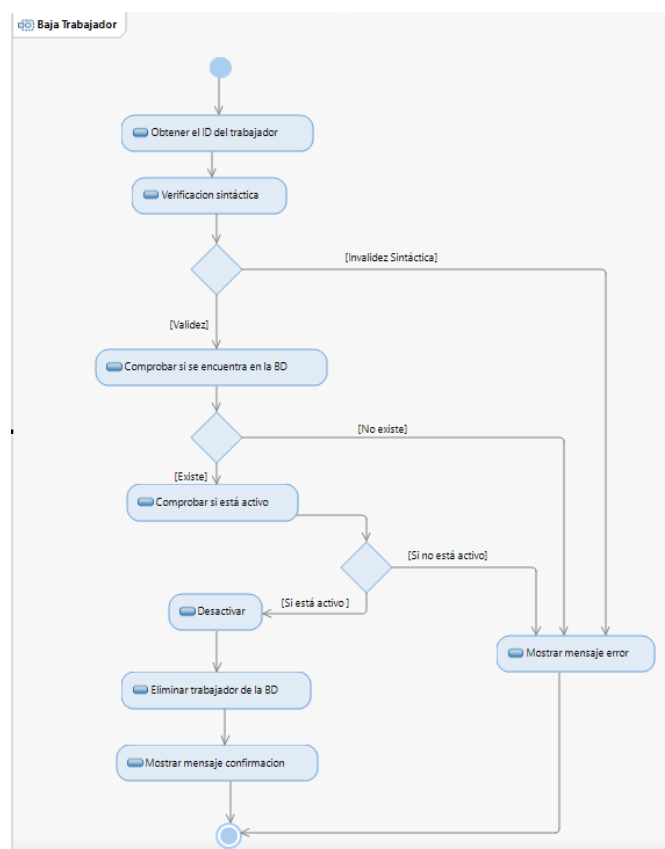 Baja Trabajador
Obtener el ID del trabajador
Verificacion sintáctica
[Invalidez Sintáctica]
[Validez]
Comprobar si se encuentra en la BD
[No existe]
[Existe]
Comprobar si está activo
[Si no está activo]
[Si está activo ]
Desactivar
Mostrar mensaje error
Eliminar trabajador de la BD
Mostrar mensaje confirmacion